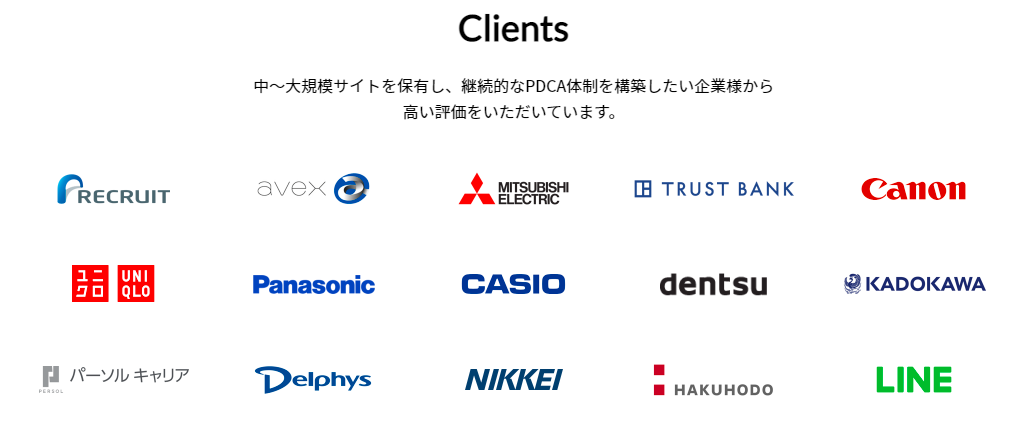 Clients
中〜大規模サイトを保有し、継続的なPDCA体制を構築したい企業様から
高い評価をいただいています。
RECRUIT
avex
MITSUBISHI
ELECTRIC
TRUST BANK
Canon
ユニ
クロ
UNI
QLO
Panasonic
CASIO
dentsu
KADOKAWA
PERSOL
パーソル キャリア
Delphys
NIKKEI
HAKUHODO
LINE